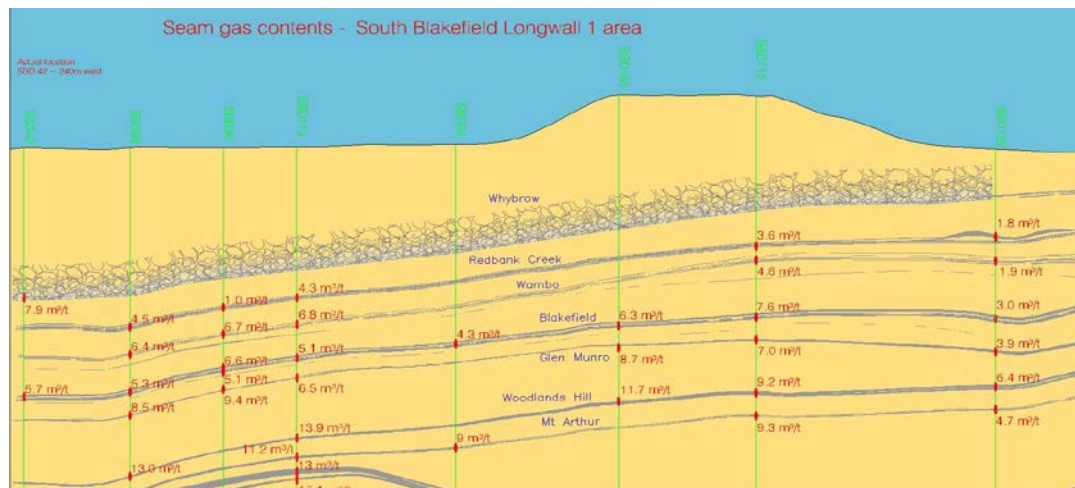 Seam gas contents - South Blakefield Longwall 1 area
Actual location
SBD 42 - 240m west
Whybrow
1.8 m³/t
3.6 m³/t
Redbank Creek
4.6 m³/t
1.9 m³/t
Wambo
4.3 m³/t
1.0 m³/t
7.9 m³/t
4.5 m³/t
6.7 m³/t
6.8 m³/t
Blakefield
6.3 m³/t
7.6 m³/t
3.0 m³/t
4.3 m³/t
6.4 m³/t
5.1 m³/t
Glen Munro
8.7 m³/t
7.0 m³/t
3.9 m³/t
6.6 m³/t
5.7 m³/t
5.3 m³/t
5.1 m³/t
6.5 m³/t
9.4 m³/t
8.5 m³/t
Woodlands Hill
11.7 m³/t
9.2 m³/t
6.4 m³/t
Mt Arthur
9.3 m³/t
4.7 m³/t
13.9 m³/t
9 m³/t
11.2 m³/t
13.0 m³/t
13 m³/t